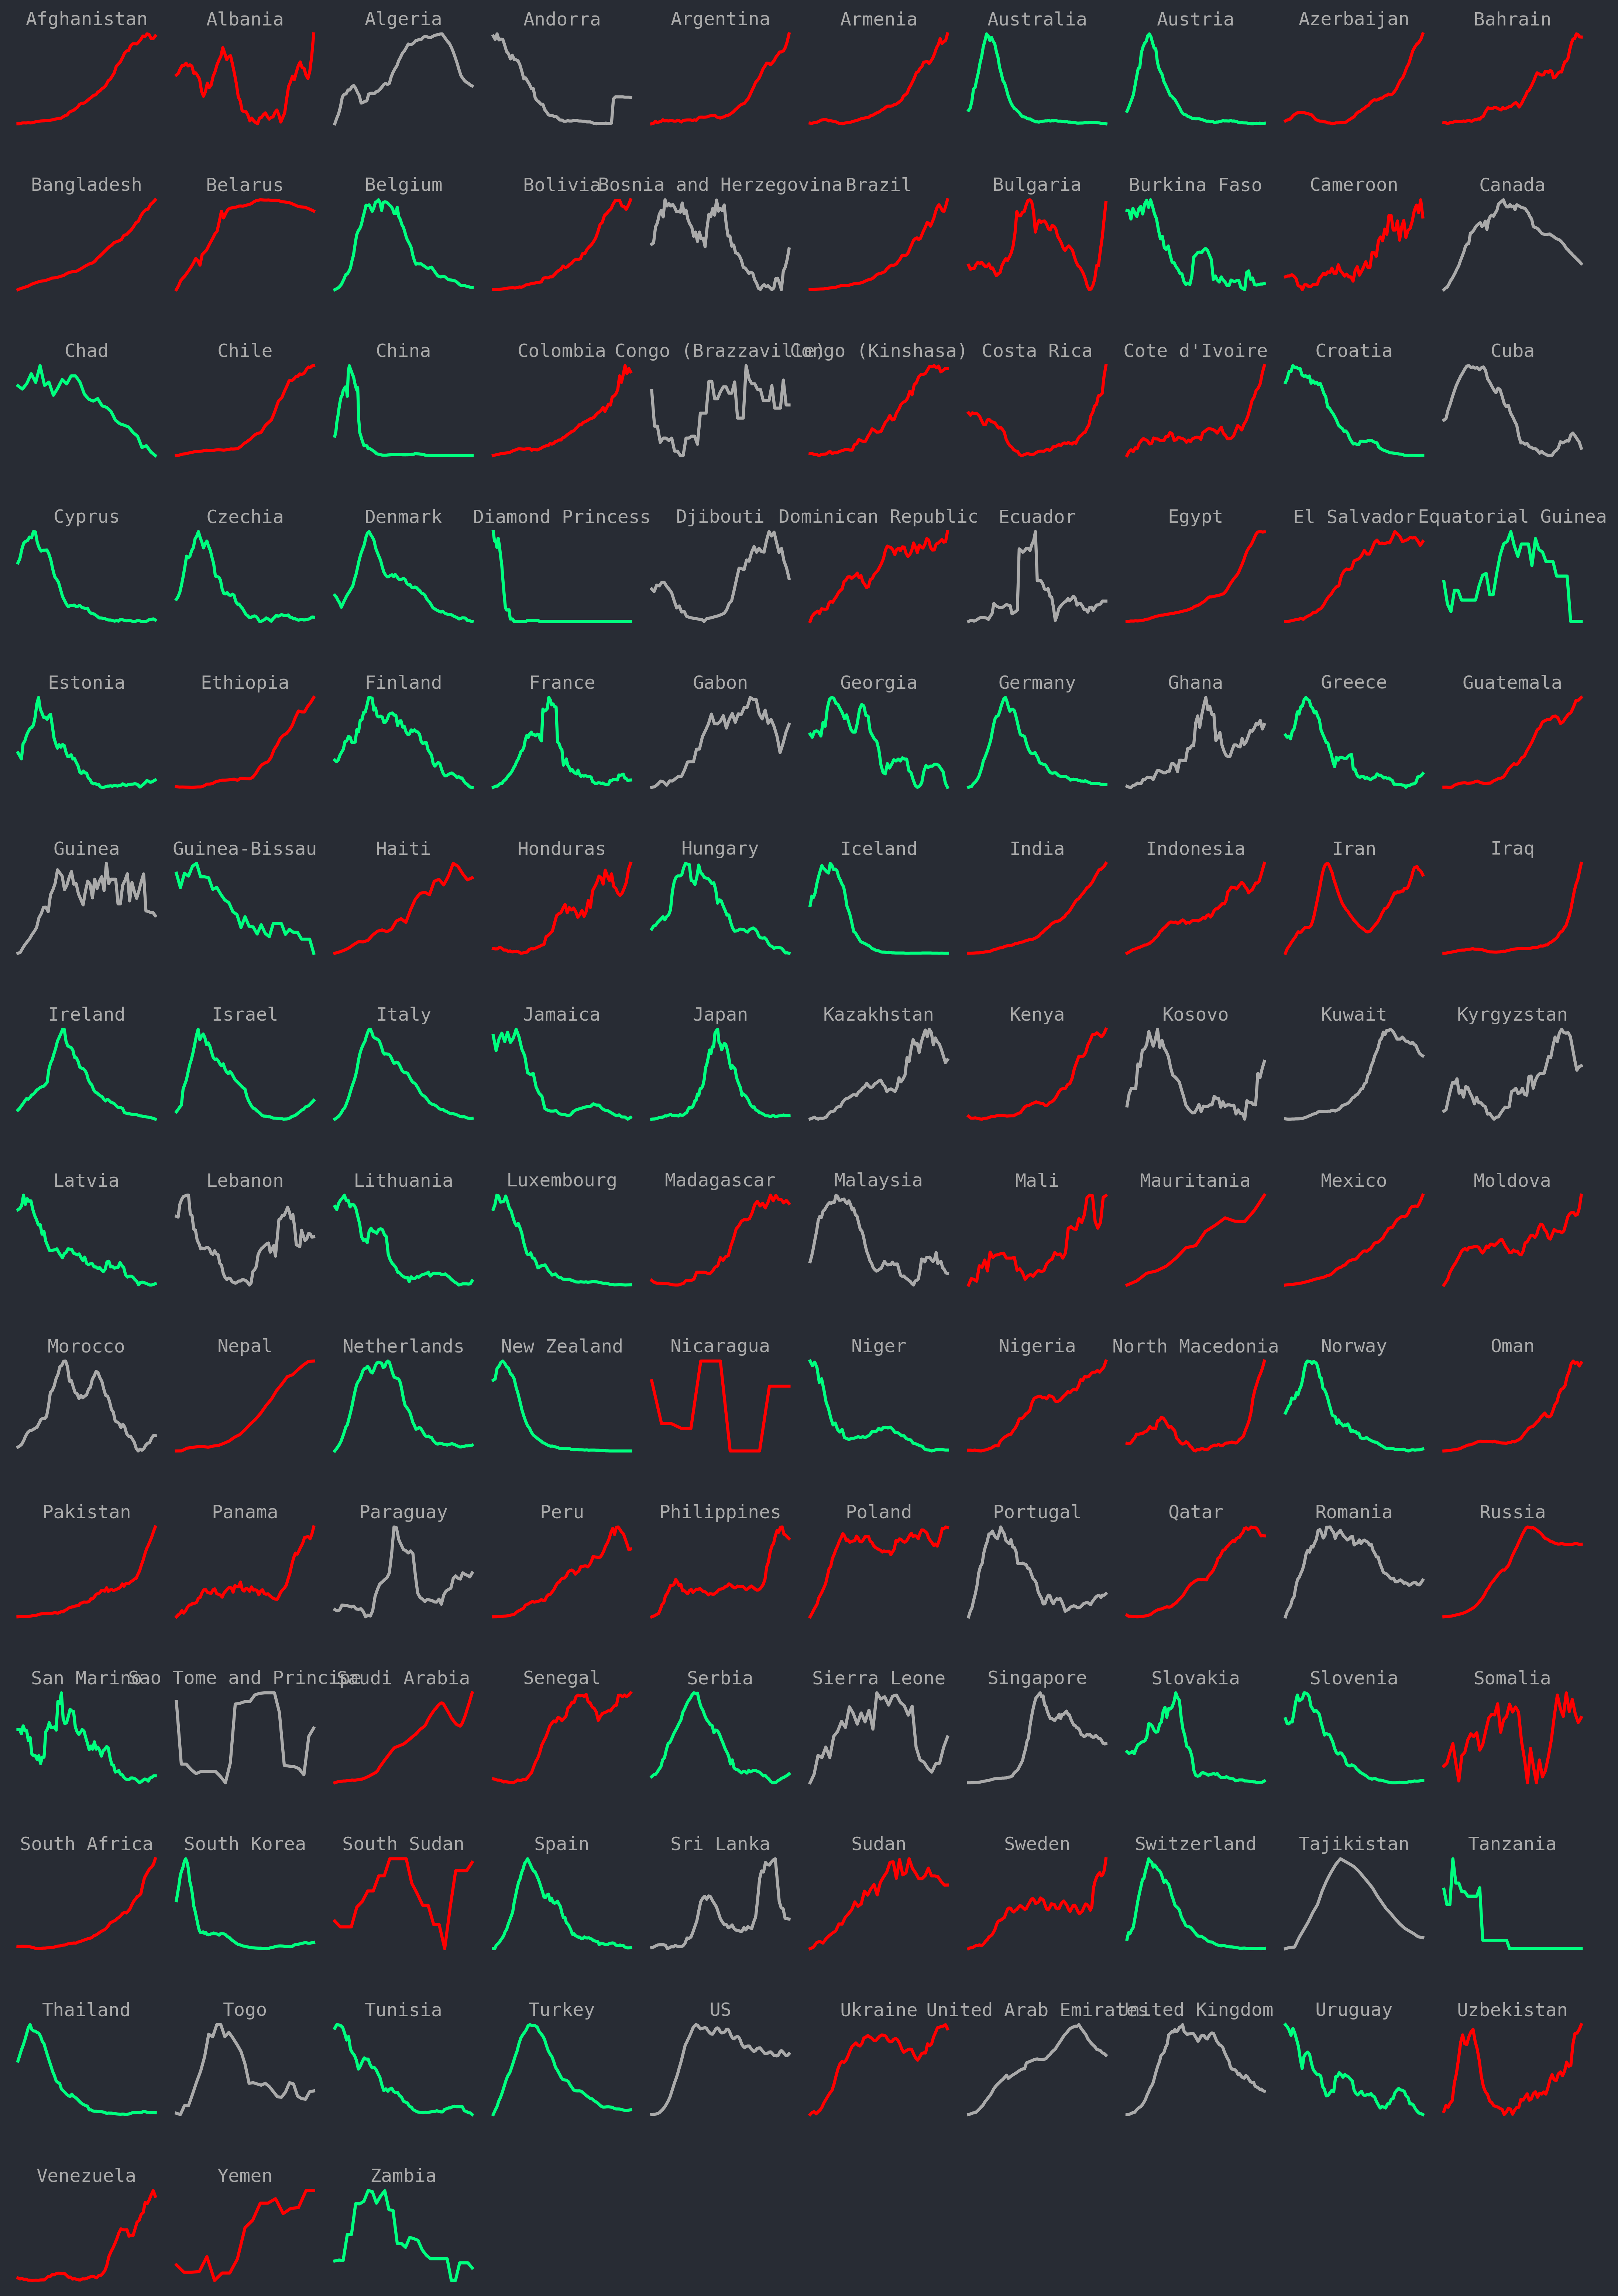 Afghanistan Albania Algeria Andorra Argentina Armenia Australia Austria Azerbaijan Bahrain
Bangladesh Belarus Belgium Bolivia Bosnia and Herzegovina Brazil Bulgaria Burkina Faso Cameroon Canada
Chad Chile China Colombia Congo (Brazzaville) Congo (Kinshasa) Costa Rica Cote d'Ivoire Croatia Cuba
Cyprus Czechia Denmark Diamond Princess Djibouti Dominican Republic Ecuador Egypt El Salvador Equatorial Guinea
Estonia Ethiopia Finland France Gabon Georgia Germany Ghana Greece Guatemala
Guinea Guinea-Bissau Haiti Honduras Hungary Iceland India Indonesia Iran Iraq
Ireland Israel Italy Jamaica Japan Kazakhstan Kenya Kosovo Kuwait Kyrgyzstan
Latvia Lebanon Lithuania Luxembourg Madagascar Malaysia Mali Mauritania Mexico Moldova
Morocco Nepal Netherlands New Zealand Nicaragua Niger Nigeria North Macedonia Norway Oman
Pakistan Panama Paraguay Peru Philippines Poland Portugal Qatar Romania Russia
San Marino Sao Tome and Principe Saudi Arabia Senegal Serbia Sierra Leone Singapore Slovakia Slovenia Somalia
South Africa South Korea South Sudan Spain Sri Lanka Sudan Sweden Switzerland Tajikistan Tanzania
Thailand Togo Tunisia Turkey US Ukraine United Arab Emirates United Kingdom Uruguay Uzbekistan
Venezuela Yemen Zambia